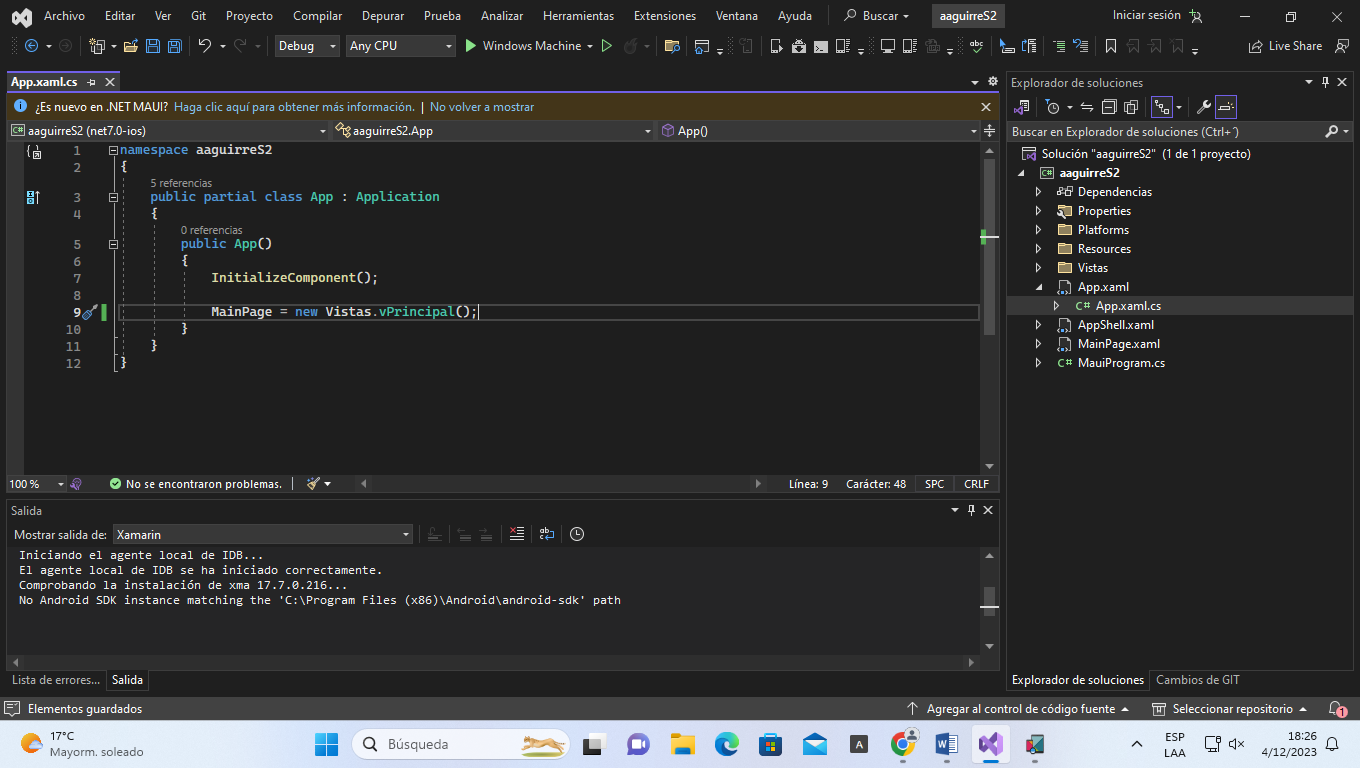 Archivo Editar Ver Git Proyecto Compilar Depurar Prueba Analizar Herramientas Extensiones Ventana Ayuda Buscar aaguirreS2 Iniciar sesión
Debug Any CPU Windows Machine Live Share
App.xaml.cs
¿Es nuevo en .NET MAUI? Haga clic aquí para obtener más información. | No volver a mostrar
C# aaguirreS2 (net7.0-ios) aaguirreS2.App App()
1 namespace aaguirreS2
2 {
5 referencias
3 public partial class App : Application
4 {
0 referencias
5 public App()
6 {
7 InitializeComponent();
8
9 MainPage = new Vistas.vPrincipal();
10 }
11 }
12 }
100 % No se encontraron problemas. Línea: 9 Carácter: 48 SPC CRLF
Salida
Mostrar salida de: Xamarin
Iniciando el agente local de IDB...
El agente local de IDB se ha iniciado correctamente.
Comprobando la instalación de xma 17.7.0.216...
No Android SDK instance matching the 'C:\Program Files (x86)\Android\android-sdk' path
Lista de errores... Salida
Explorador de soluciones
Buscar en Explorador de soluciones (Ctrl+´)
Solución "aaguirreS2" (1 de 1 proyecto)
C# aaguirreS2
Dependencias
Properties
Platforms
Resources
Vistas
App.xaml
C# App.xaml.cs
AppShell.xaml
MainPage.xaml
C# MauiProgram.cs
Explorador de soluciones Cambios de GIT
Elementos guardados Agregar al control de código fuente Seleccionar repositorio 1
17°C
Mayorm. soleado
Búsqueda
A
W
ESP
LAA
18:26
4/12/2023